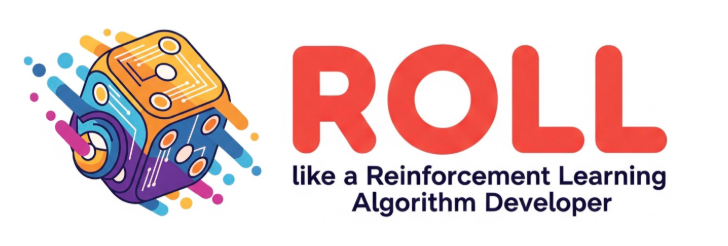 ROLL
like a Reinforcement Learning
Algorithm Developer